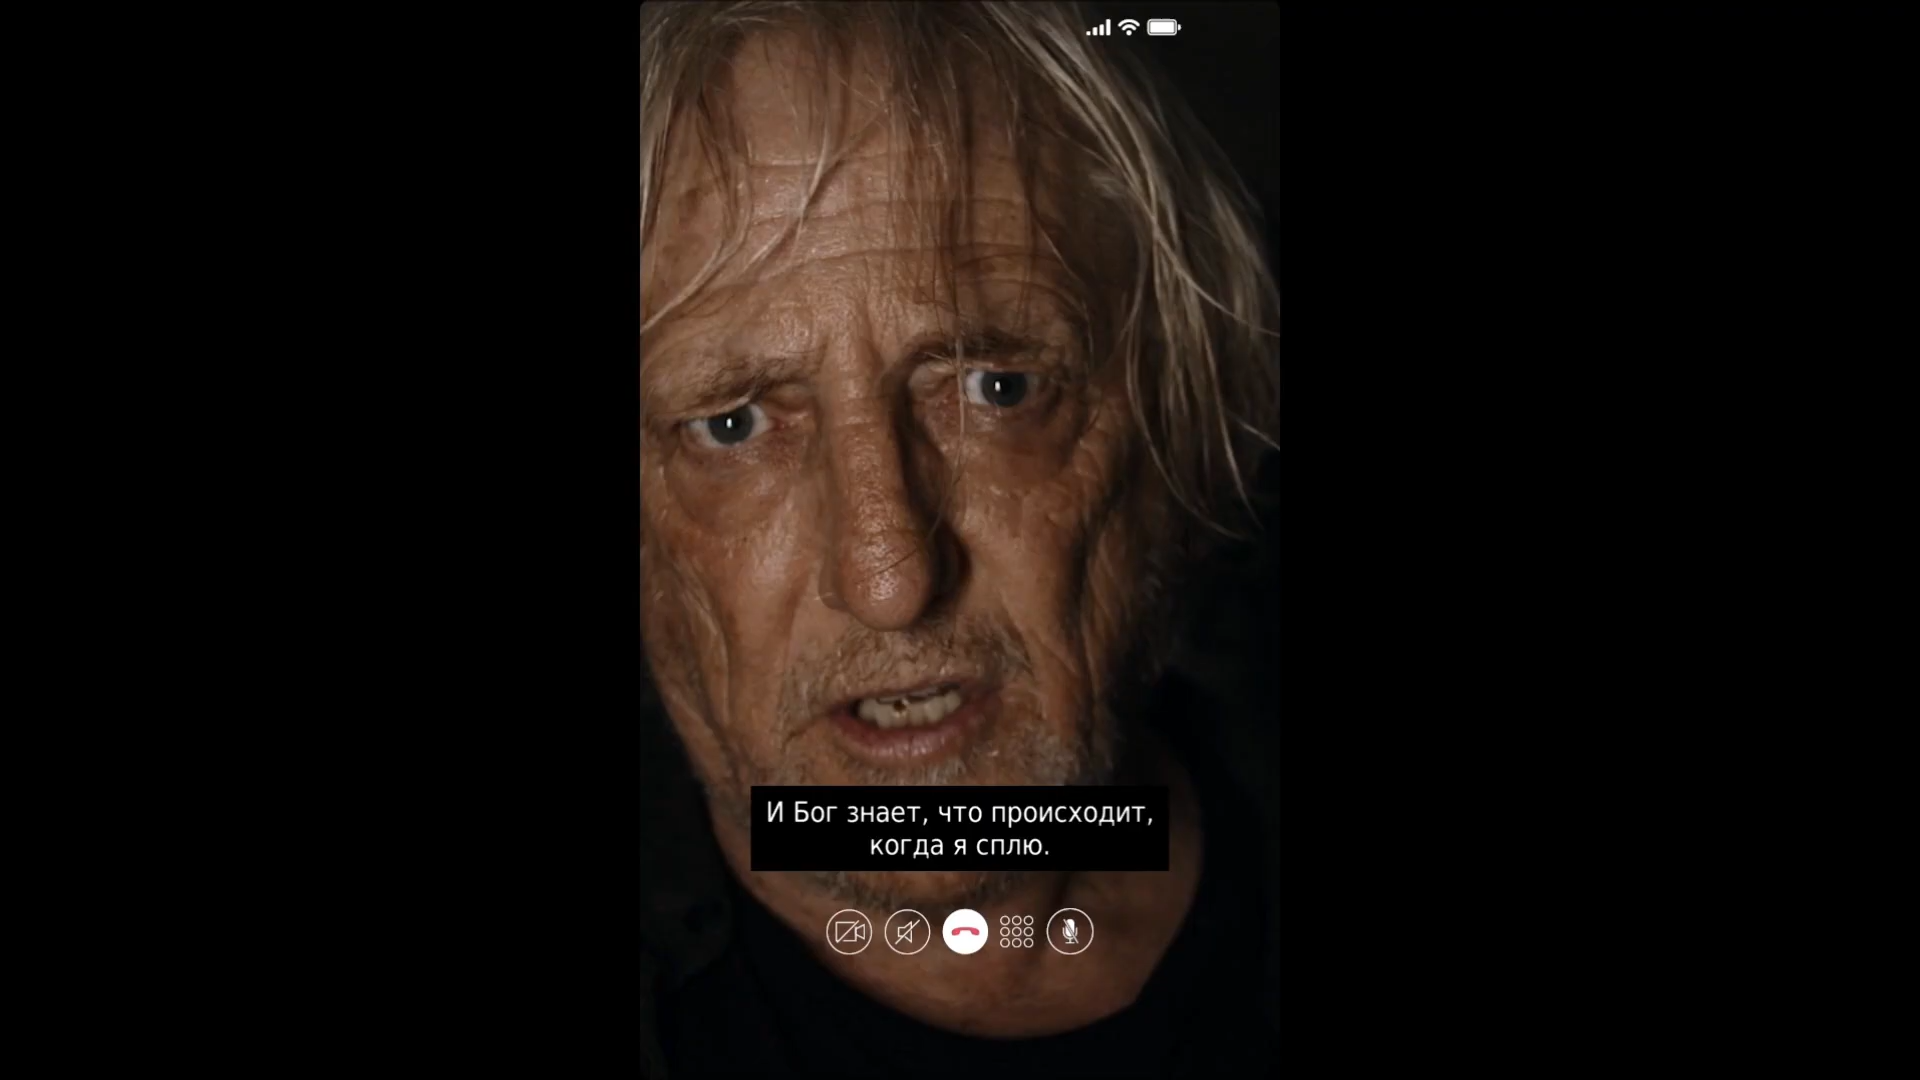 И Бог знает, что происходит,
когда я сплю.